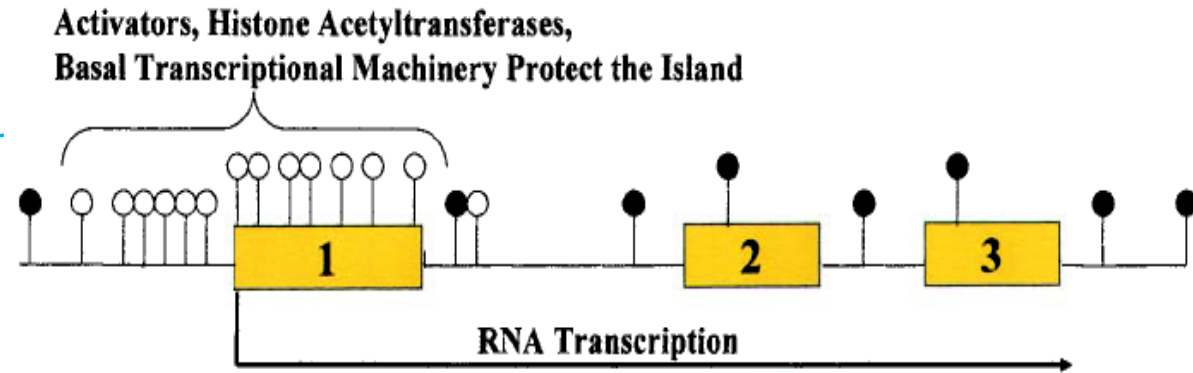 Activators, Histone Acetyltransferases,
Basal Transcriptional Machinery Protect the Island
1
2
3
RNA Transcription